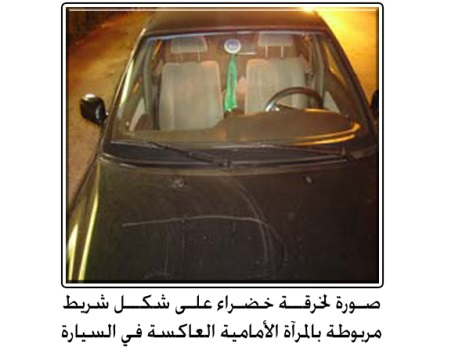 صورة لخرقة خضراء على شكل شريط
مربوطة بالمرآة الأمامية العاكسة في السيارة